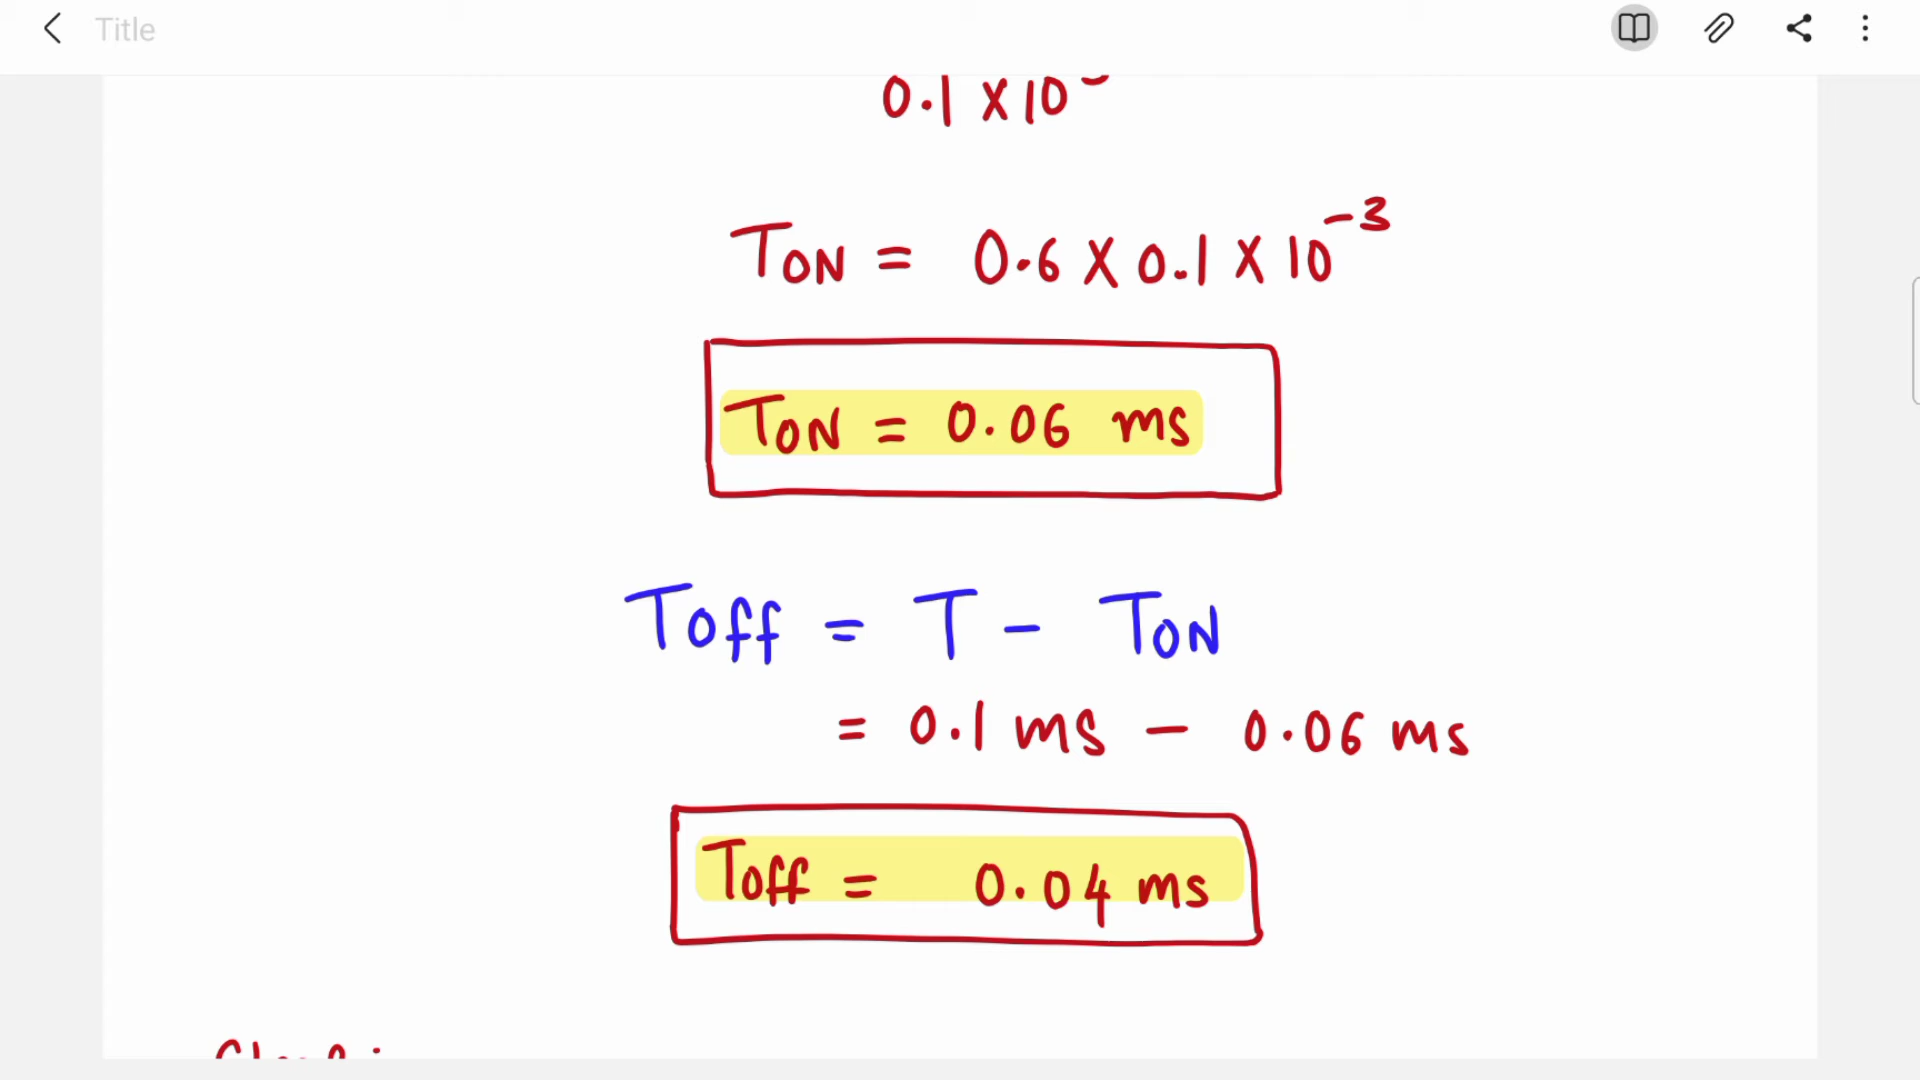 Title
0.1 X 10
TON = 0.6 X 0.1 X 10⁻³
TON = 0.06 ms
Toff = T - TON
= 0.1 ms - 0.06 ms
Toff = 0.04 ms